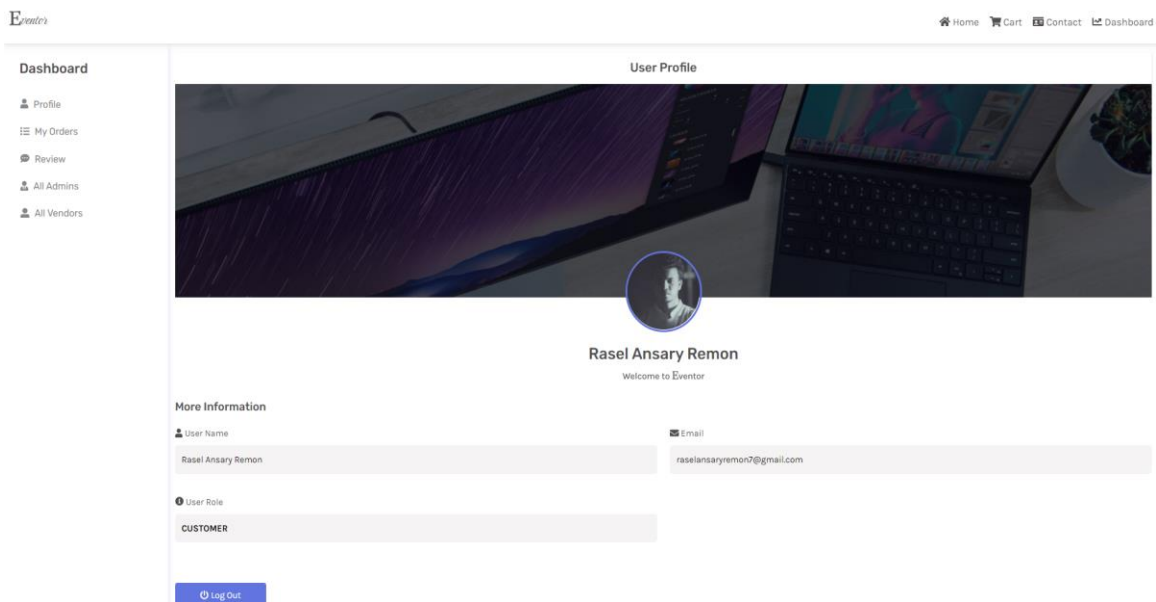 Eventor
Home Cart Contact Dashboard
Dashboard
Profile
My Orders
Review
All Admins
All Vendors
User Profile
Rasel Ansary Remon
Welcome to Eventor
More Information
User Name
Rasel Ansary Remon
Email
raselansaryremon7@gmail.com
User Role
CUSTOMER
Log Out